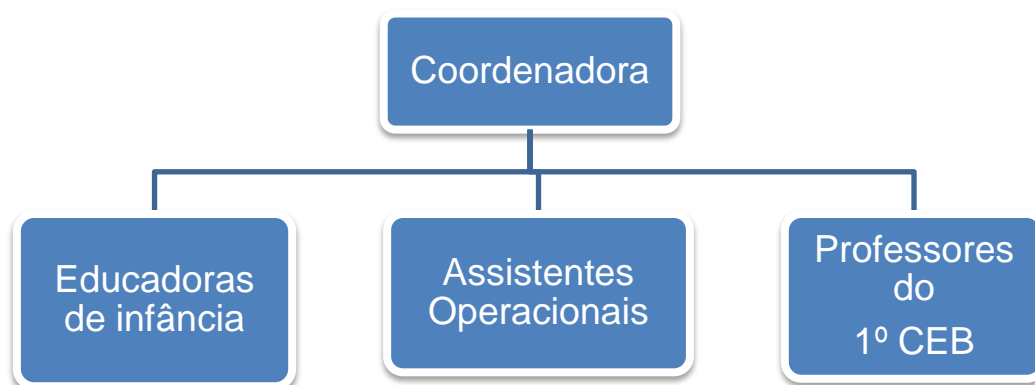 Coordenadora
Educadoras
de infância
Assistentes
Operacionais
Professores
do
1º CEB